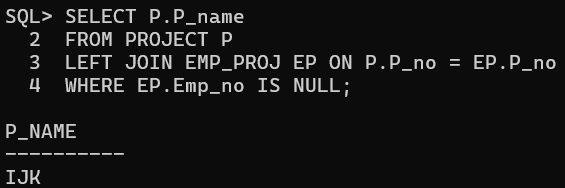 SQL> SELECT P.P_name
  2  FROM PROJECT P
  3  LEFT JOIN EMP_PROJ EP ON P.P_no = EP.P_no
  4  WHERE EP.Emp_no IS NULL;

P_NAME
----------
IJK